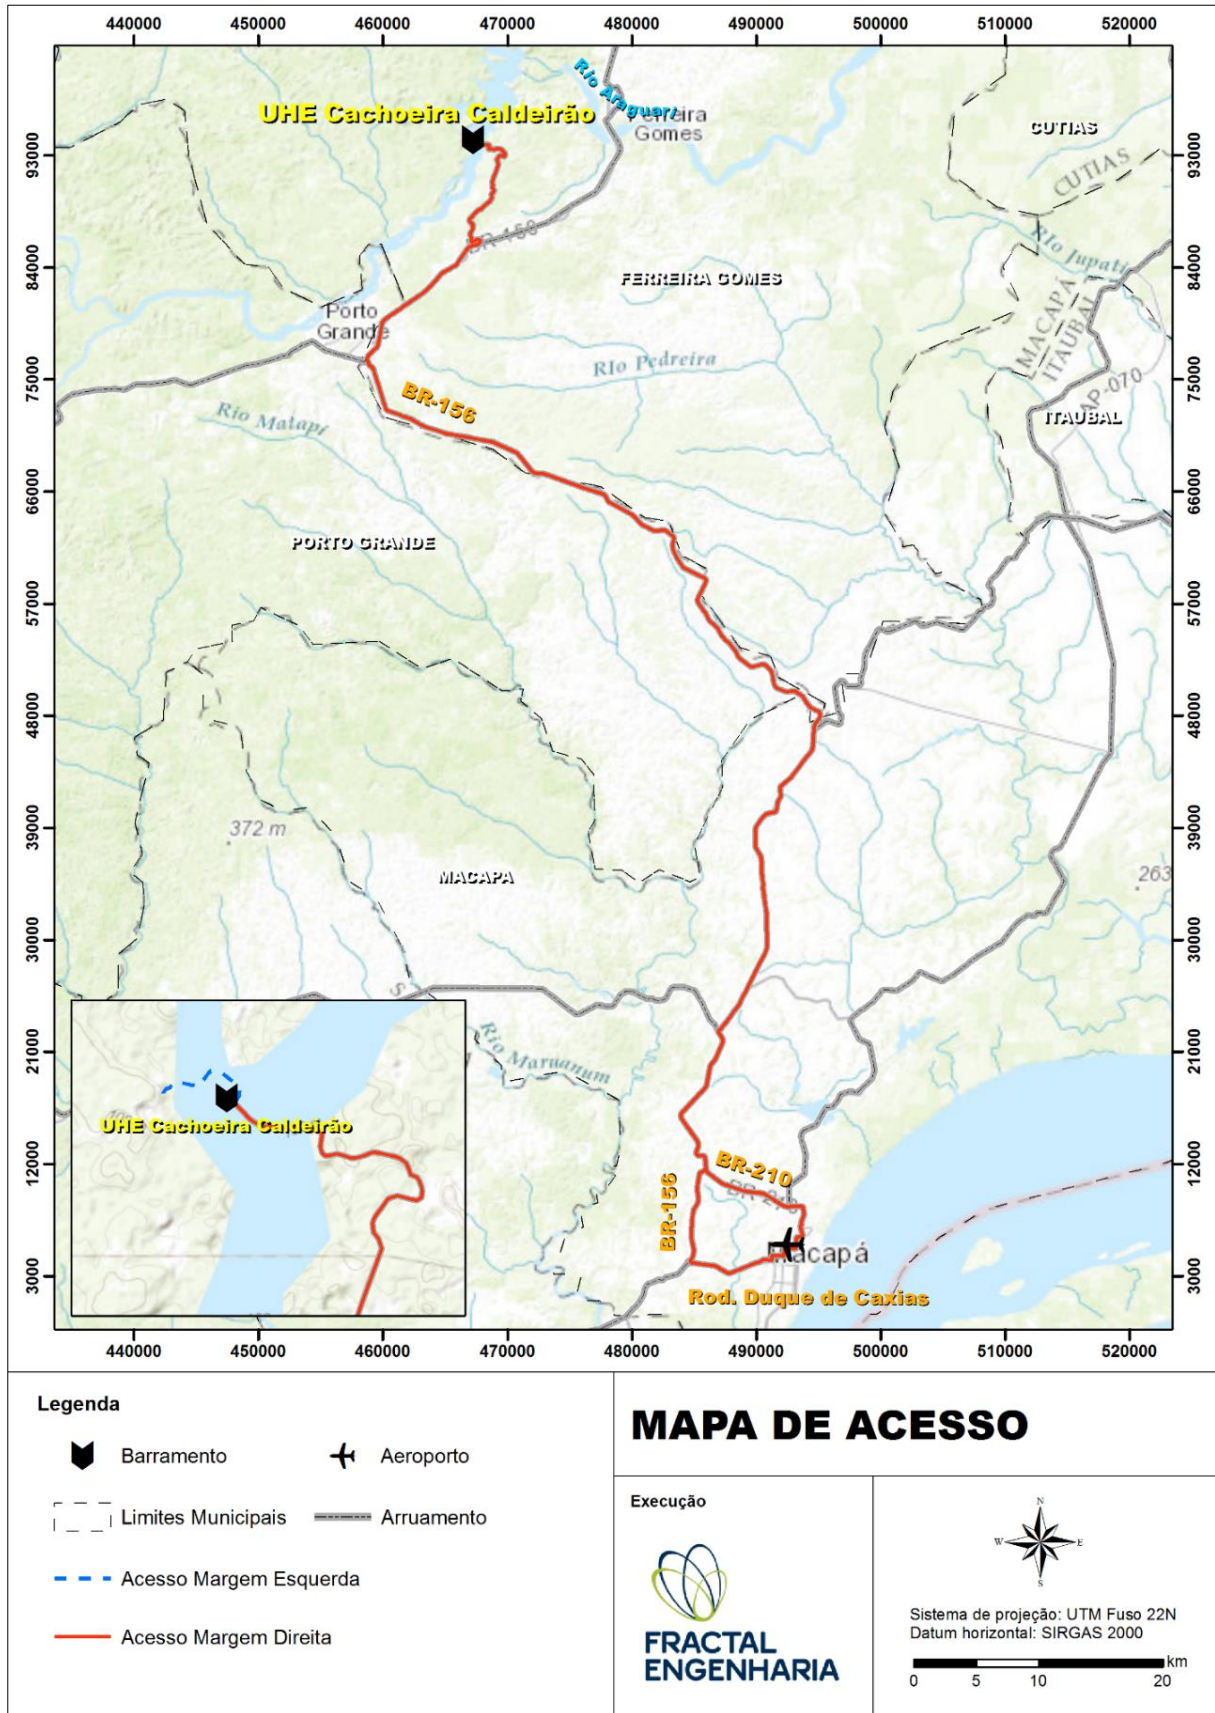 440000 450000 460000 470000 480000 490000 500000 510000 520000
UHE Cachoeira Caldeirão
Rio Araguari
Ferreira
Gomes
CUTIAS
CUTIAS
93000
93000
BR-156
Rio Jupati
84000
84000
FERREIRA GOMES
MACAPÁ
ITAUBAL
Porto
Grande
Rio Pedreira
75000
75000
BR-156
AP-070
Rio Matapi
ITAUBAL
66000
66000
PORTO GRANDE
57000
57000
48000
48000
39000
39000
372 m
MACAPA
263
30000
30000
Rio Maruanum
21000
21000
UHE Cachoeira Caldeirão
12000
12000
BR-210
BR-210
BR-156
Macapá
3000
3000
Rod. Duque de Caxias
440000 450000 460000 470000 480000 490000 500000 510000 520000
Legenda
Barramento
Aeroporto
Limites Municipais
Arruamento
Acesso Margem Esquerda
Acesso Margem Direita
MAPA DE ACESSO
Execução
FRACTAL
ENGENHARIA
N
W E
S
Sistema de projeção: UTM Fuso 22N
Datum horizontal: SIRGAS 2000
km
0 5 10 20